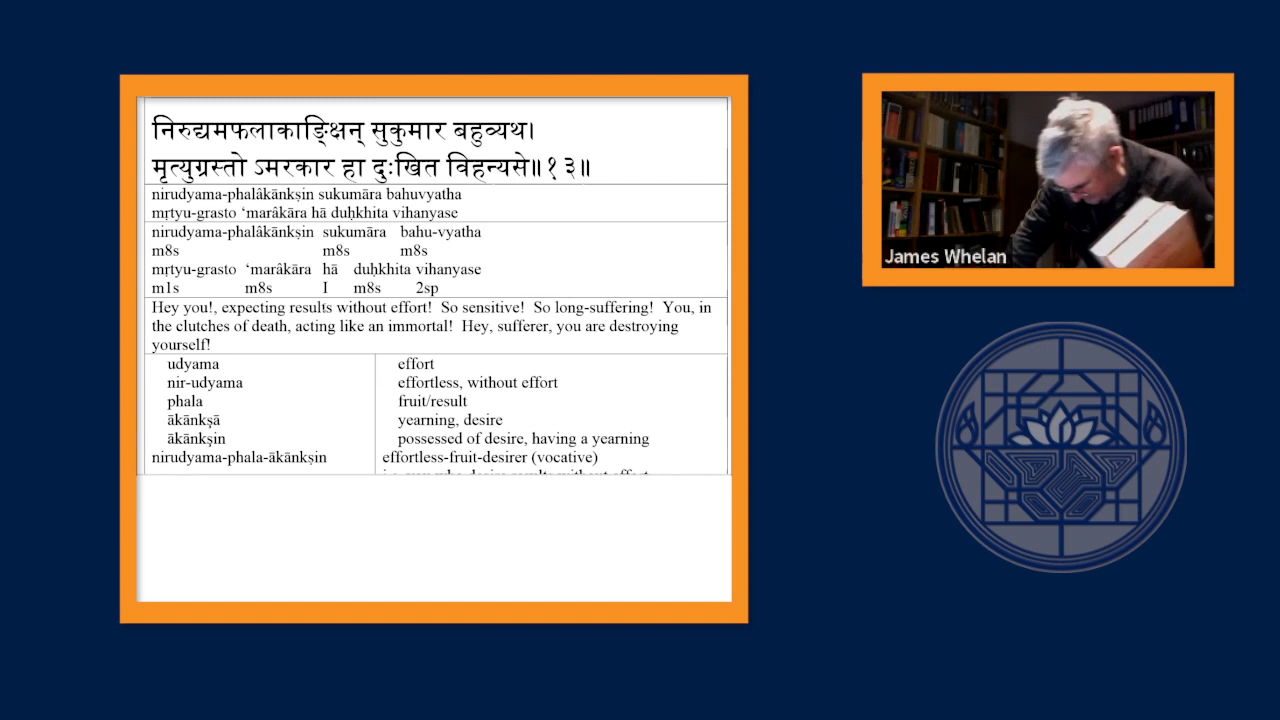 निरुद्यमफलाकाङ्क्षिन् सुकुमार बहुव्यथ।
मृत्युग्रस्तो ऽमरकार हा दुःखित विहन्यसे॥१३॥
nirudyama-phalâkānkṣin sukumāra bahuvyatha
mṛtyu-grasto ‘marâkāra hā duḥkhita vihanyase
nirudyama-phalâkānkṣin sukumāra bahu-vyatha
m8s m8s m8s
mṛtyu-grasto ‘marâkāra hā duḥkhita vihanyase
m1s m8s I m8s 2sp
Hey you!, expecting results without effort! So sensitive! So long-suffering! You, in
the clutches of death, acting like an immortal! Hey, sufferer, you are destroying
yourself!
udyama effort
nir-udyama effortless, without effort
phala fruit/result
ākānkṣā yearning, desire
ākānkṣin possessed of desire, having a yearning
nirudyama-phala-ākānkṣin effortless-fruit-desirer (vocative)
James Whelan